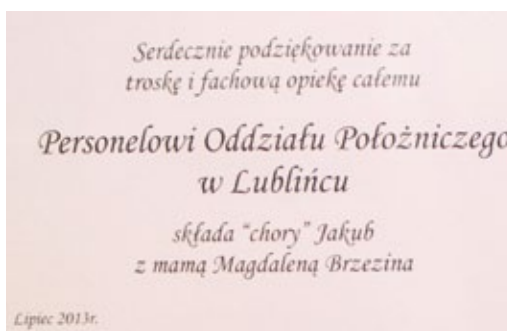 Serdecznie podziękowanie za
troskę i fachową opiekę całemu
Personelowi Oddziału Położniczego
w Lublińcu
składa "chory" Jakub
z mamą Magdaleną Brzezina
Lipiec 2013r.